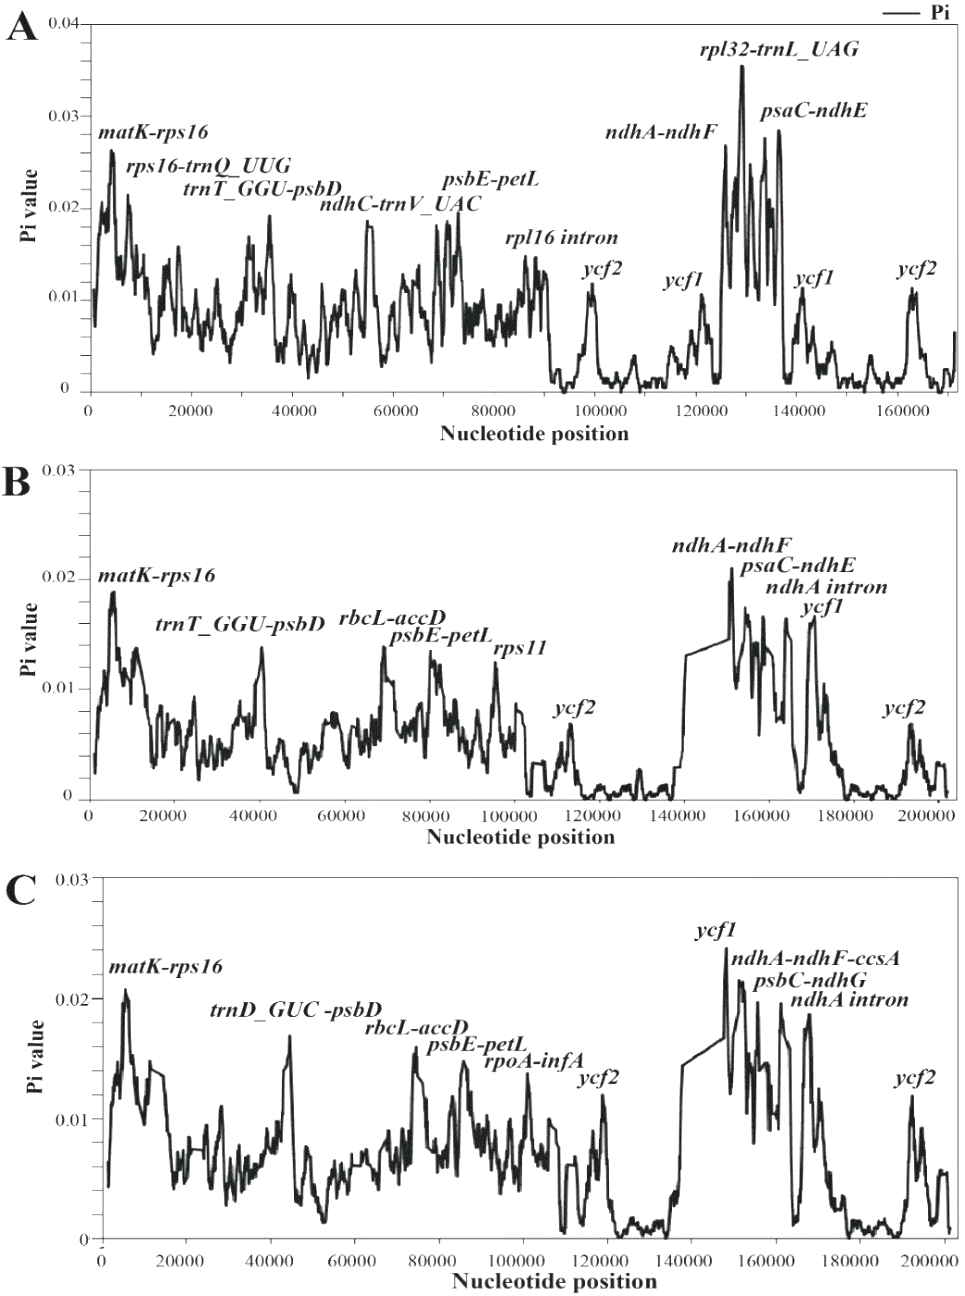 A
Pi
0.04
0.03
0.02
0.01
0
Pi value
rpl32-trnL_UAG
psaC-ndhE
matK-rps16
ndhA-ndhF
rps16-trnQ_UUG
trnT_GGU-psbD
psbE-petL
ndhC-trnV_UAC
rpl16 intron
ycf2
ycf1
ycf1
ycf2
0 20000 40000 60000 80000 100000 120000 140000 160000
Nucleotide position
B
0.03
0.02
0.01
0
Pi value
ndhA-ndhF
matK-rps16
psaC-ndhE
ndhA intron
trnT_GGU-psbD
rbcL-accD
ycf1
psbE-petL
rps11
ycf2
ycf2
0 20000 40000 60000 80000 100000 120000 140000 160000 180000 200000
Nucleotide position
C
0.03
0.02
0.01
0
Pi value
ycf1
matK-rps16
ndhA-ndhF-ccsA
psbC-ndhG
ndhA intron
trnD_GUC -psbD
rbcL-accD
psbE-petL
rpoA-infA
ycf2
ycf2
0 20000 40000 60000 80000 100000 120000 140000 160000 180000 200000
Nucleotide position